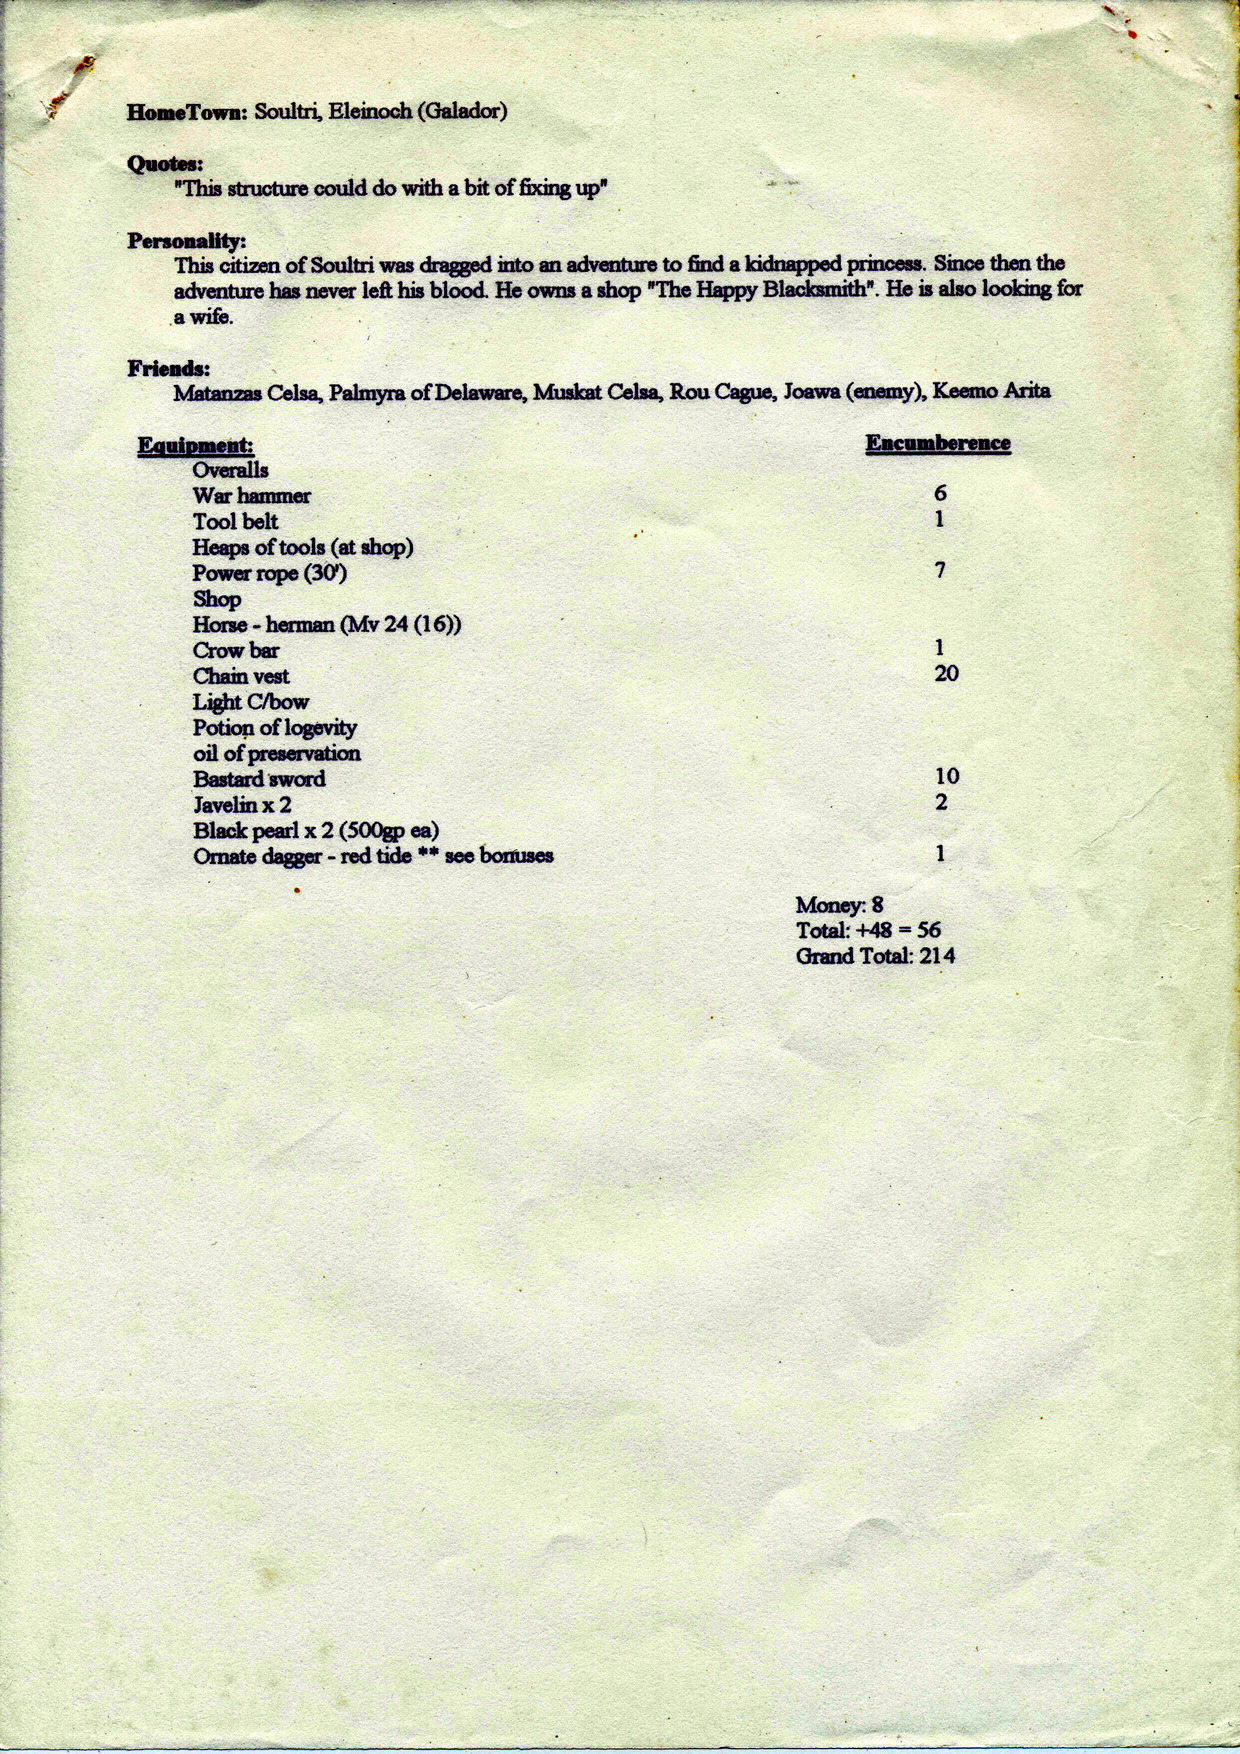 HomeTown: Soultri, Eleinoch (Galador)
Quotes:
"This structure could do with a bit of fixing up"
Personality:
This citizen of Soultri was dragged into an adventure to find a kidnapped princess. Since then the
adventure has never left his blood. He owns a shop "The Happy Blacksmith". He is also looking for
a wife.
Friends:
Matanzas Celsa, Palmyra of Delaware, Muskat Celsa, Rou Cague, Joawa (enemy), Keemo Arita
Equipment: Encumberence
Overalls
War hammer 6
Tool belt 1
Heaps of tools (at shop)
Power rope (30') 7
Shop
Horse - herman (Mv 24 (16))
Crow bar 1
Chain vest 20
Light C/bow
Potion of logevity
oil of preservation
Bastard sword 10
Javelin x 2 2
Black pearl x 2 (500gp ea)
Ornate dagger - red tide ** see bonuses 1
Money: 8
Total: +48 = 56
Grand Total: 214